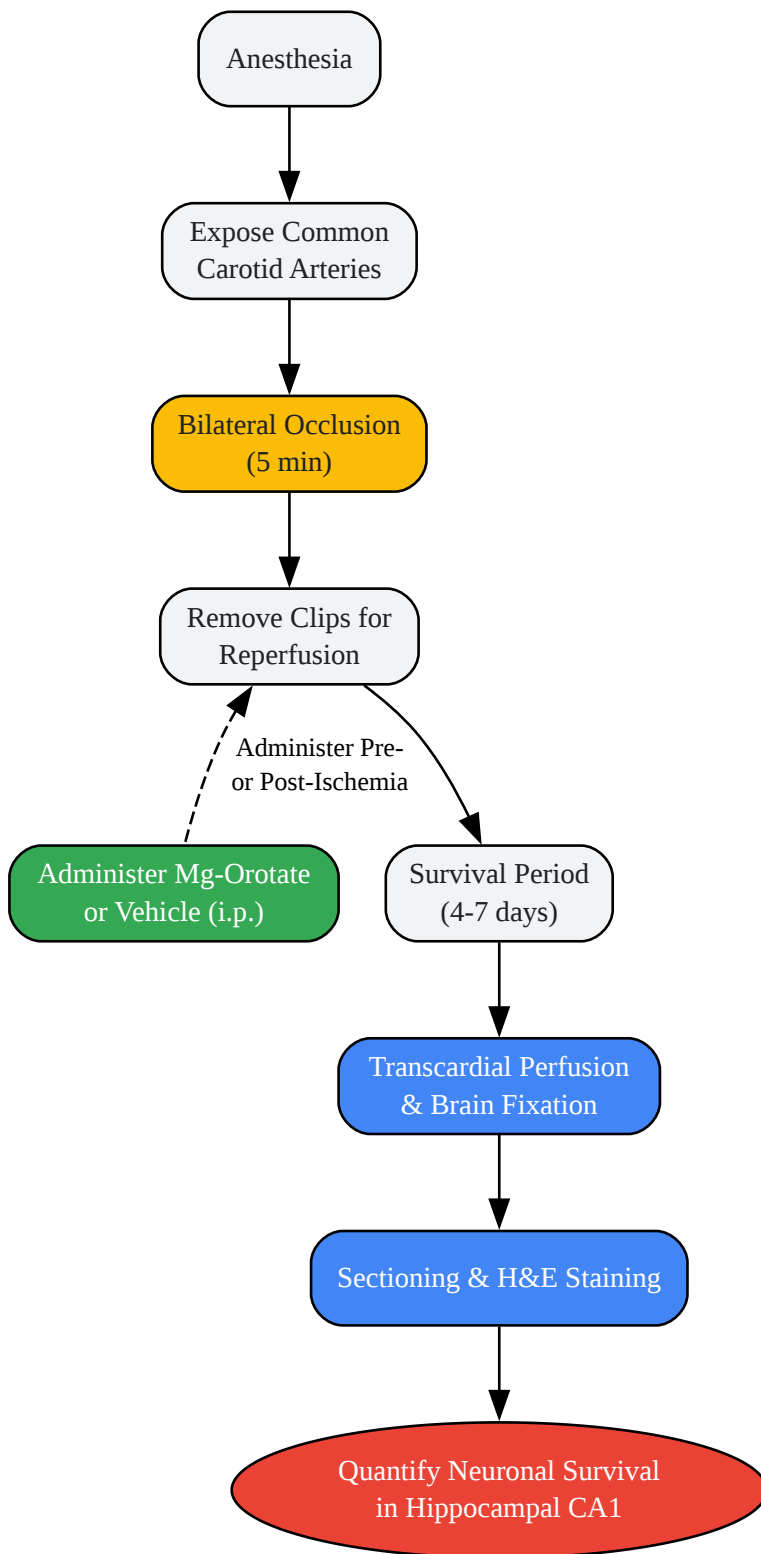 Anesthesia
Expose Common
Carotid Arteries
Bilateral Occlusion
(5 min)
Remove Clips for
Reperfusion
Administer Pre-
or Post-Ischemia
Administer Mg-Orotate
or Vehicle (i.p.)
Survival Period
(4-7 days)
Transcardial Perfusion
& Brain Fixation
Sectioning & H&E Staining
Quantify Neuronal Survival
in Hippocampal CA1